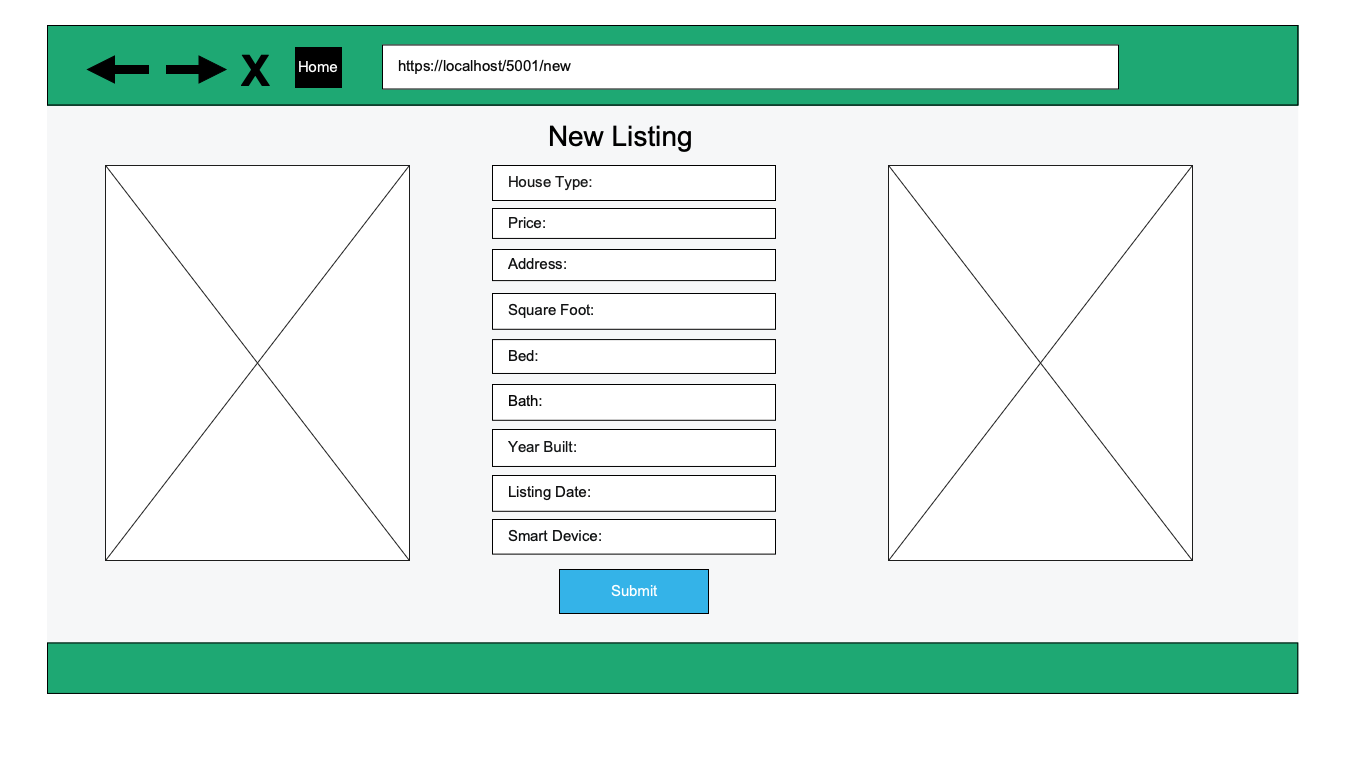 X
Home
https://localhost/5001/new
New Listing
House Type:
Price:
Address:
Square Foot:
Bed:
Bath:
Year Built:
Listing Date:
Smart Device:
Submit